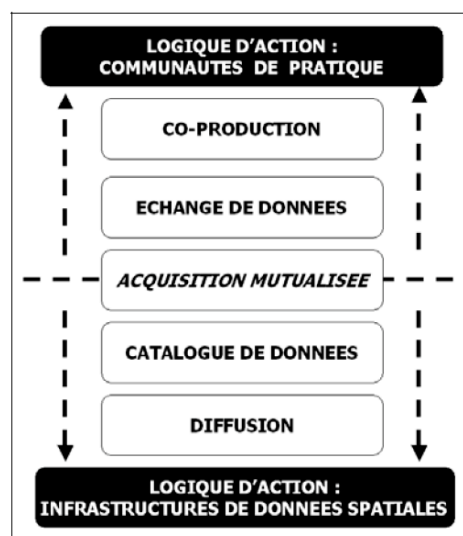 LOGIQUE D'ACTION :
COMMUNAUTES DE PRATIQUE
CO-PRODUCTION
ECHANGE DE DONNEES
ACQUISITION MUTUALISEE
CATALOGUE DE DONNEES
DIFFUSION
LOGIQUE D'ACTION :
INFRASTRUCTURES DE DONNEES SPATIALES